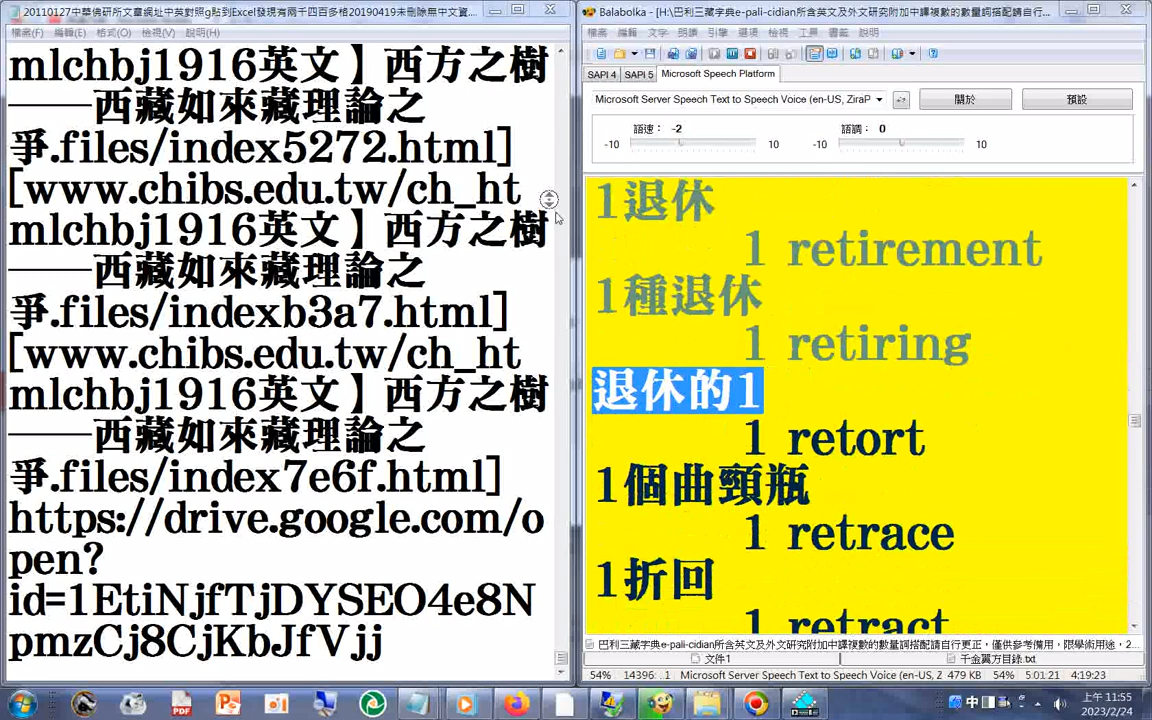 20110127中華佛研所文章網址中英對照g點到Excel發現有兩千四百多格20190419未刪除無中文資...
檔案(F) 編輯(E) 格式(O) 檢視(V) 說明(H)
mlchbj1916英文】西方之樹
——西藏如來藏理論之
爭.files/index5272.html]
[www.chibs.edu.tw/ch_ht
mlchbj1916英文】西方之樹
——西藏如來藏理論之
爭.files/indexb3a7.html]
[www.chibs.edu.tw/ch_ht
mlchbj1916英文】西方之樹
——西藏如來藏理論之
爭.files/index7e6f.html]
https://drive.google.com/o
pen?
id=1EtiNjfTjDYSEO4e8N
pmzCj8CjKbJfVjj
Balabolka - [H:\巴利三藏字典e-pali-cidian所含英文及外文研究附加中譯複數的數量詞搭配請自行...
檔案 編輯 文字 朗讀 引擎 選項 檢視 工具 書籤 說明
SAPI 4 SAPI 5 Microsoft Speech Platform
Microsoft Server Speech Text to Speech Voice (en-US, ZiraP
關於
預設
語速： -2
語調： 0
-10 10 -10 10
1退休
1 retirement
1種退休
1 retiring
退休的1
1 retort
1個曲頸瓶
1 retrace
1折回
1 retract
巴利三藏字典e-pali-cidian所含英文及外文研究附加中譯複數的數量詞搭配請自行更正，僅供參考備用，限學術用途，2...
文件1
千金翼方目錄.txt
54% 14396: .. Microsoft Server Speech Text to Speech Voice (en-US, Z 479 KB 54% 5:01:21 4:19:23
中
上午 11:55
2023/2/24